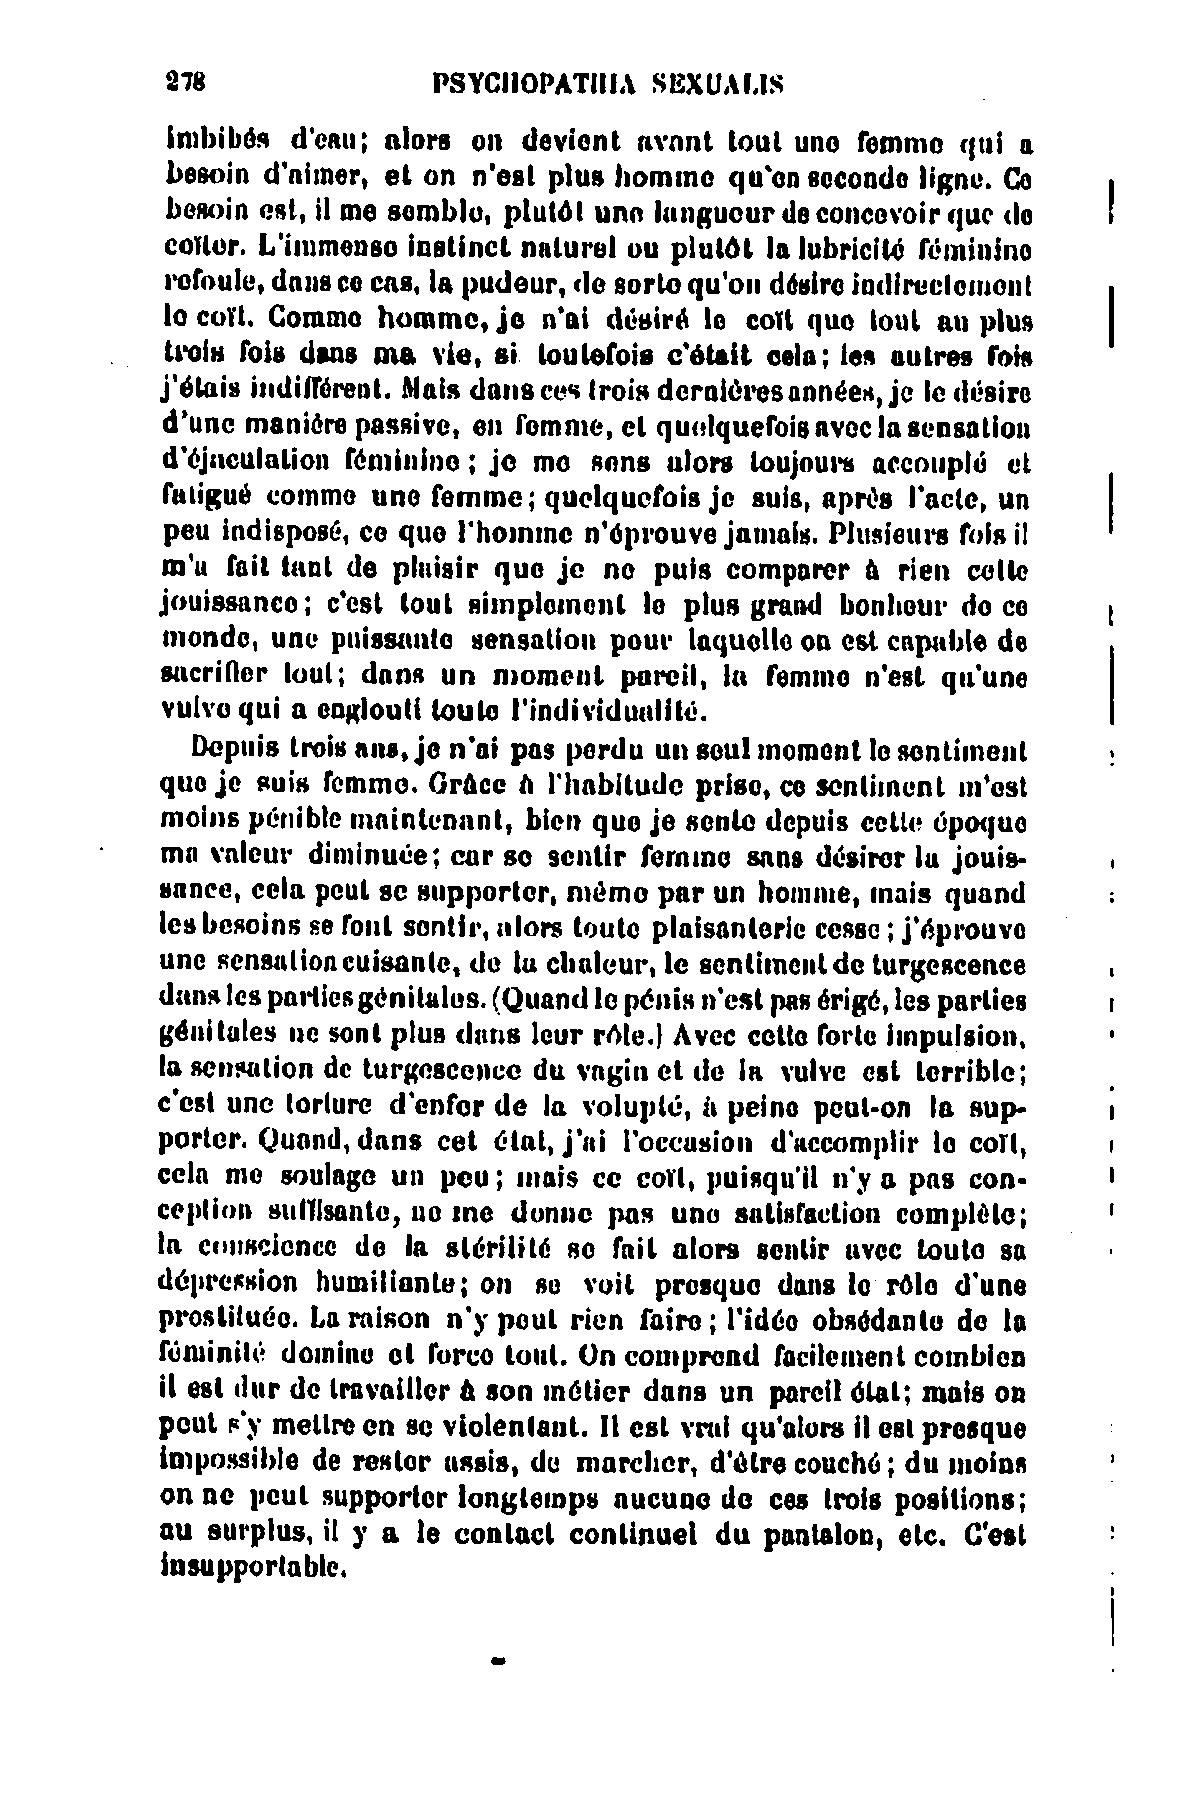 278 PSYCHOPATHIA SEXUALIS
imbibés d'eau; alors on devient avant tout une femme qui a
besoin d'aimer, et on n'est plus homme qu'en seconde ligne. Ce
besoin est, il me semble, plutôt une langueur de concevoir que de
coïter. L'immense instinct naturel ou plutôt la lubricité féminine
refoule, dans ce cas, la pudeur, de sorte qu'on désire indirectement
le coït. Comme homme, je n'ai désiré le coït que tout au plus
trois fois dans ma vie, si toutefois c'était cela; les autres fois
j'étais indifférent. Mais dans ces trois dernières années, je le désire
d'une manière passive, en femme, et quelquefois avec la sensation
d'éjaculation féminine; je me sens alors toujours accouplé et
fatigué comme une femme; quelquefois je suis, après l'acte, un
peu indisposé, ce que l'homme n'éprouve jamais. Plusieurs fois il
m'a fait tant de plaisir que je ne puis comparer à rien cette
jouissance; c'est tout simplement le plus grand bonheur de ce
monde, une puissante sensation pour laquelle on est capable de
sacrifier tout; dans un moment pareil, la femme n'est qu'une
vulve qui a englouti toute l'individualité.
Depuis trois ans, je n'ai pas perdu un seul moment le sentiment
que je suis femme. Grâce à l'habitude prise, ce sentiment m'est
moins pénible maintenant, bien que je sente depuis cette époque
ma valeur diminuée; car se sentir femme sans désirer la jouis-
sance, cela peut se supporter, même par un homme, mais quand
les besoins se font sentir, alors toute plaisanterie cesse; j'éprouve
une sensation cuisante, de la chaleur, le sentiment de turgescence
dans les parties génitales. (Quand le pénis n'est pas érigé, les parties
génitales ne sont plus dans leur rôle.) Avec cette forte impulsion,
la sensation de turgescence du vagin et de la vulve est terrible;
c'est une torture d'enfer de la volupté, à peine peut-on la sup-
porter. Quand, dans cet état, j'ai l'occasion d'accomplir le coït,
cela me soulage un peu; mais ce coït, puisqu'il n'y a pas con-
ception suffisante, ne me donne pas une satisfaction complète;
la conscience de la stérilité se fait alors sentir avec toute sa
dépression humiliante; on se voit presque dans le rôle d'une
prostituée. La raison n'y peut rien faire; l'idée obsédante de la
féminité domine et force tout. On comprend facilement combien
il est dur de travailler à son métier dans un pareil état; mais on
peut s'y mettre en se violentant. Il est vrai qu'alors il est presque
impossible de rester assis, de marcher, d'être couché; du moins
on ne peut supporter longtemps aucune de ces trois positions;
au surplus, il y a le contact continuel du pantalon, etc. C'est
insupportable.